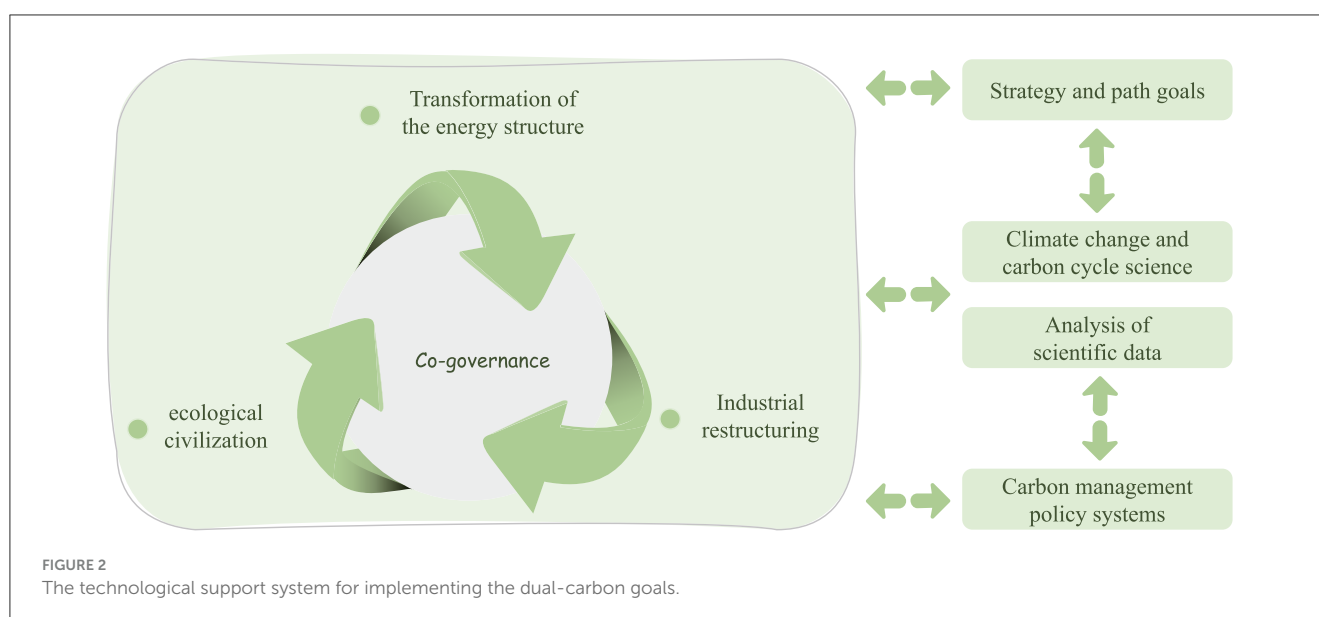 Transformation of
the energy structure
Co-governance
ecological
civilization
Industrial
restructuring
Strategy and path goals
Climate change and
carbon cycle science
Analysis of
scientific data
Carbon management
policy systems
FIGURE 2
The technological support system for implementing the dual-carbon goals.